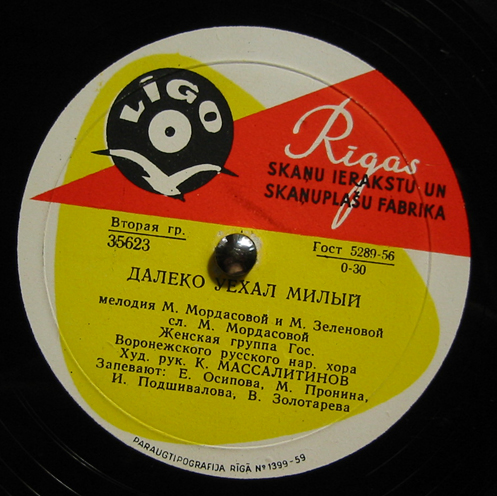 LĪGO
Rīgas
SKAŅU IERAKSTU UN
SKAŅUPLAŠU FABRIKA
Вторая гр.
35623
Гост 5289-56
0-30
ДАЛЕКО УЕХАЛ МИЛЫЙ
мелодия М. Мордасовой и М. Зеленовой
сл. М. Мордасовой
Женская группа Гос.
Воронежского русского нар. хора
Худ. рук. К. МАССАЛИТИНОВ
Запевают: Е. Осипова, М. Пронина,
И. Подшивалова, В. Золотарева
PARAUGTIPOGRAFIJA RĪGĀ № 1399-59